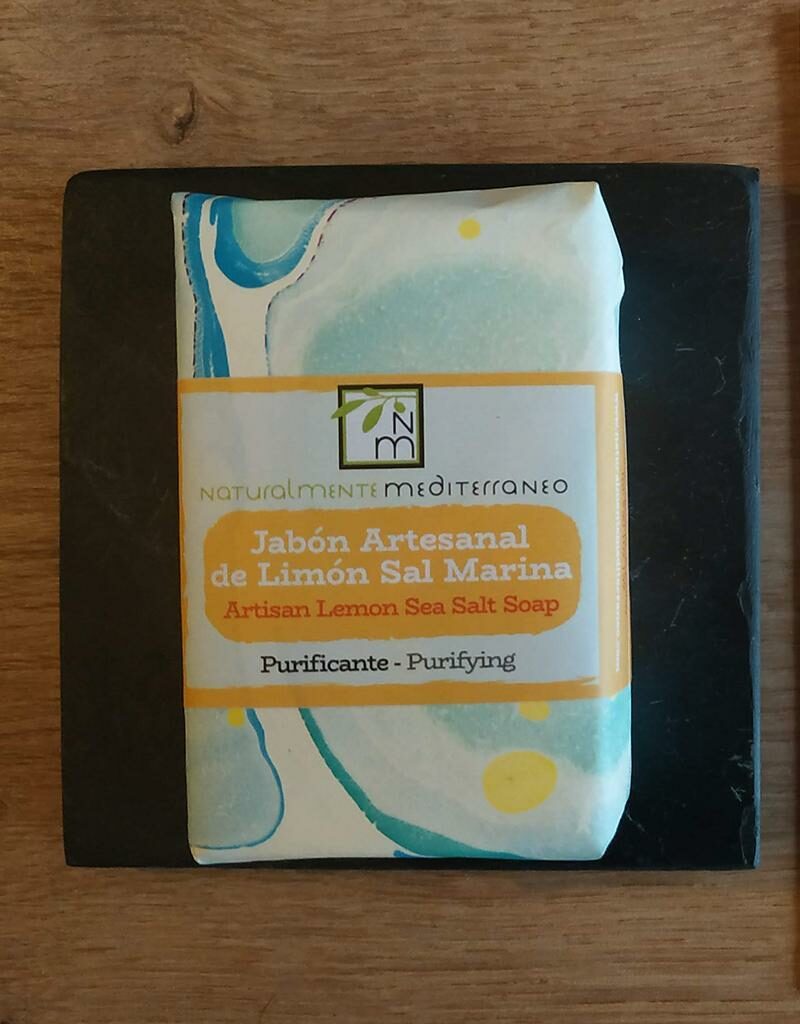 NM
NATURALMENTE MEDITERRANEO
Jabón Artesanal
de Limón Sal Marina
Artisan Lemon Sea Salt Soap
Purificante - Purifying